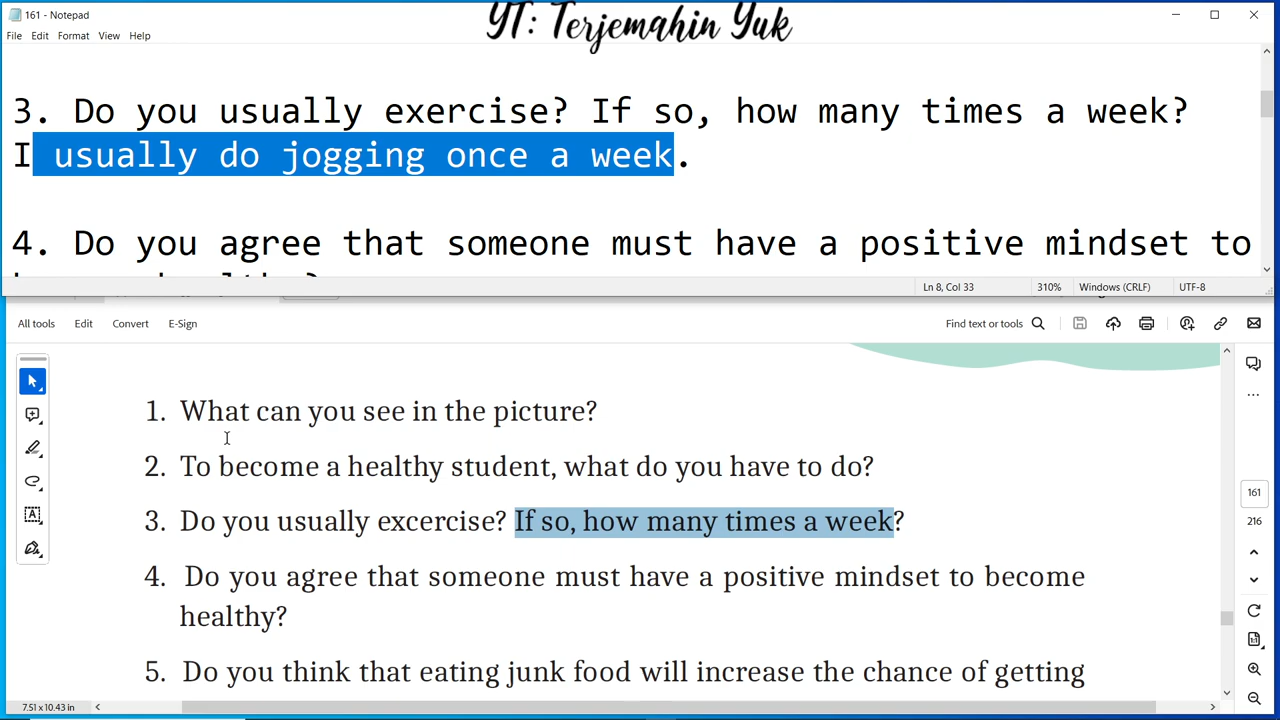 161 - Notepad
YT: Terjemahin Yuk
File Edit Format View Help
3. Do you usually exercise? If so, how many times a week?
I usually do jogging once a week.
4. Do you agree that someone must have a positive mindset to
Ln 8, Col 33 310% Windows (CRLF) UTF-8
All tools Edit Convert E-Sign Find text or tools
1. What can you see in the picture?
2. To become a healthy student, what do you have to do?
3. Do you usually excercise? If so, how many times a week?
4. Do you agree that someone must have a positive mindset to become
healthy?
5. Do you think that eating junk food will increase the chance of getting
161
216
7.51 x 10.43 in